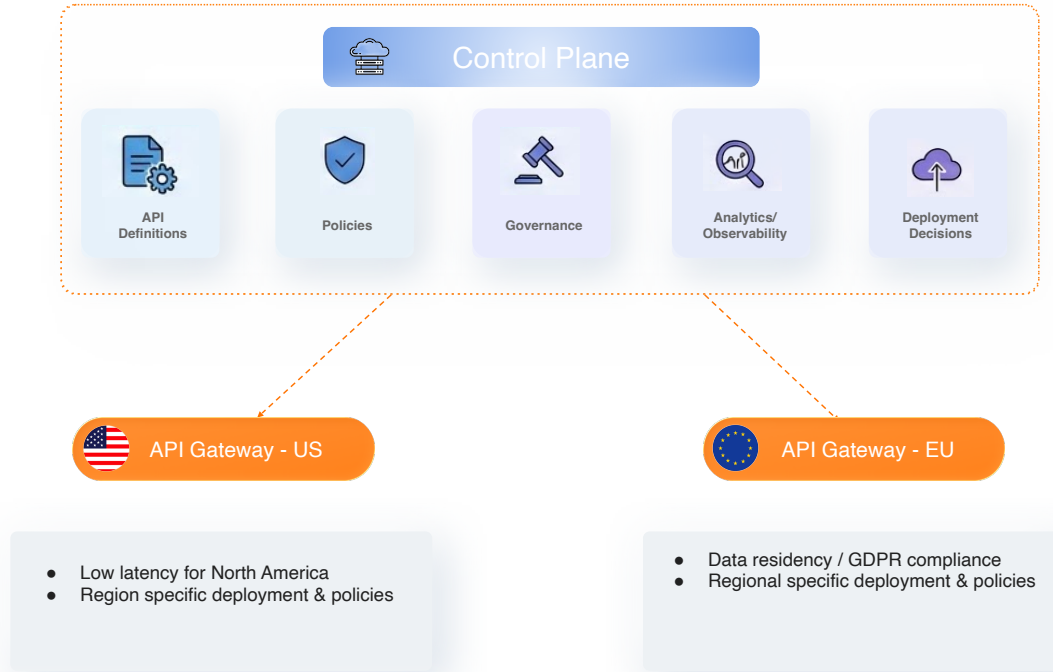 Control Plane
API
Definitions
Policies
Governance
Analytics/
Observability
Deployment
Decisions
API Gateway - US
API Gateway - EU
● Low latency for North America
● Region specific deployment & policies
● Data residency / GDPR compliance
● Regional specific deployment & policies